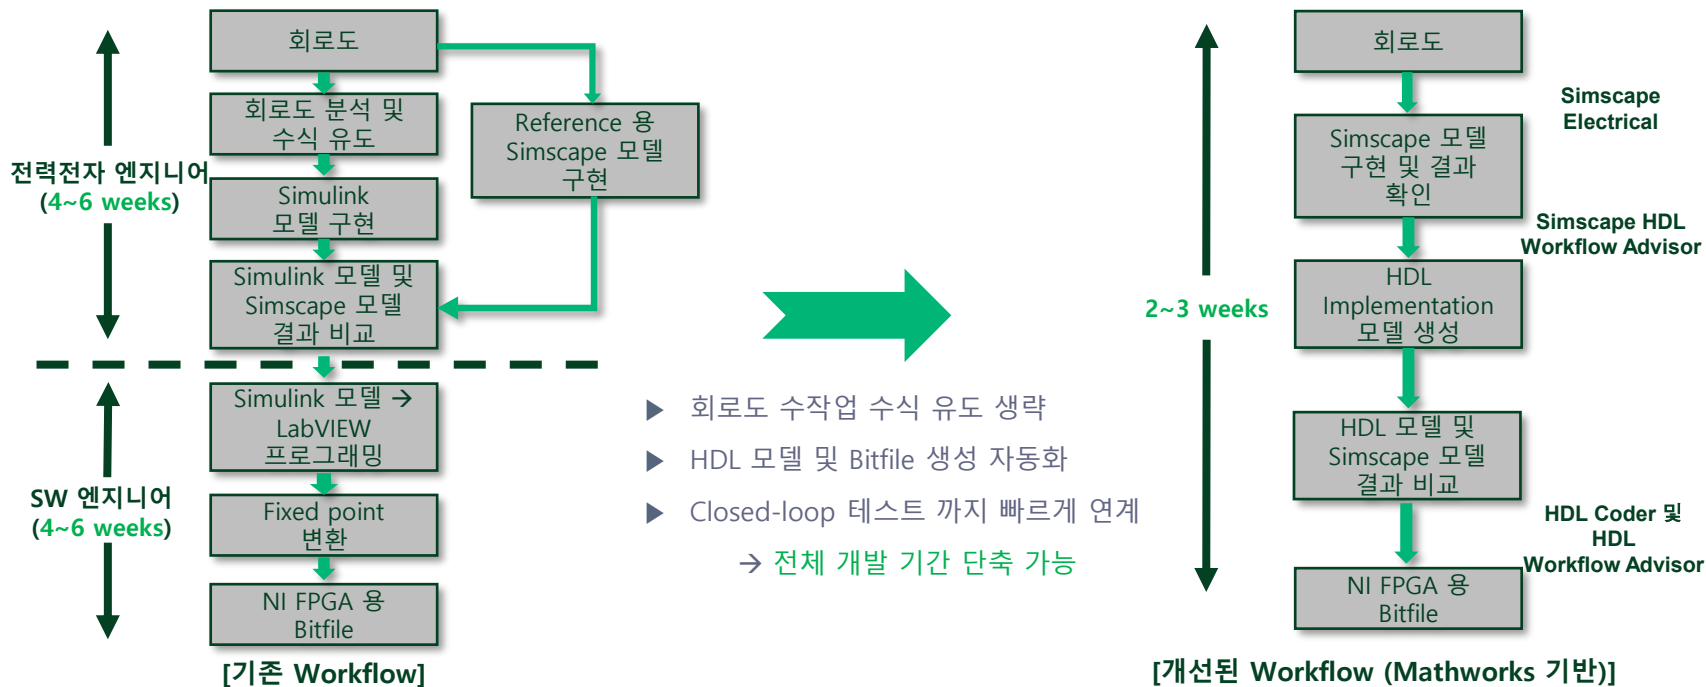 회로도
회로도 분석 및
수식 유도
Simulink
모델 구현
Simulink 모델 및
Simscape 모델
결과 비교
Reference 용
Simscape 모델
구현
전력전자 엔지니어
(4~6 weeks)
Simulink 모델 →
LabVIEW
프로그래밍
Fixed point
변환
NI FPGA 용
Bitfile
SW 엔지니어
(4~6 weeks)
[기존 Workflow]
▶ 회로도 수작업 수식 유도 생략
▶ HDL 모델 및 Bitfile 생성 자동화
▶ Closed-loop 테스트 까지 빠르게 연계
→ 전체 개발 기간 단축 가능
2~3 weeks
회로도
Simscape
Electrical
Simscape 모델
구현 및 결과
확인
Simscape HDL
Workflow Advisor
HDL
Implementation
모델 생성
HDL 모델 및
Simscape 모델
결과 비교
HDL Coder 및
HDL
Workflow Advisor
NI FPGA 용
Bitfile
[개선된 Workflow (Mathworks 기반)]